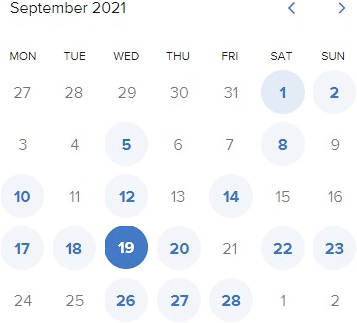 September 2021
MON TUE WED THU FRI SAT SUN
27 28 29 30 31 1 2
3 4 5 6 7 8 9
10 11 12 13 14 15 16
17 18 19 20 21 22 23
24 25 26 27 28 1 2